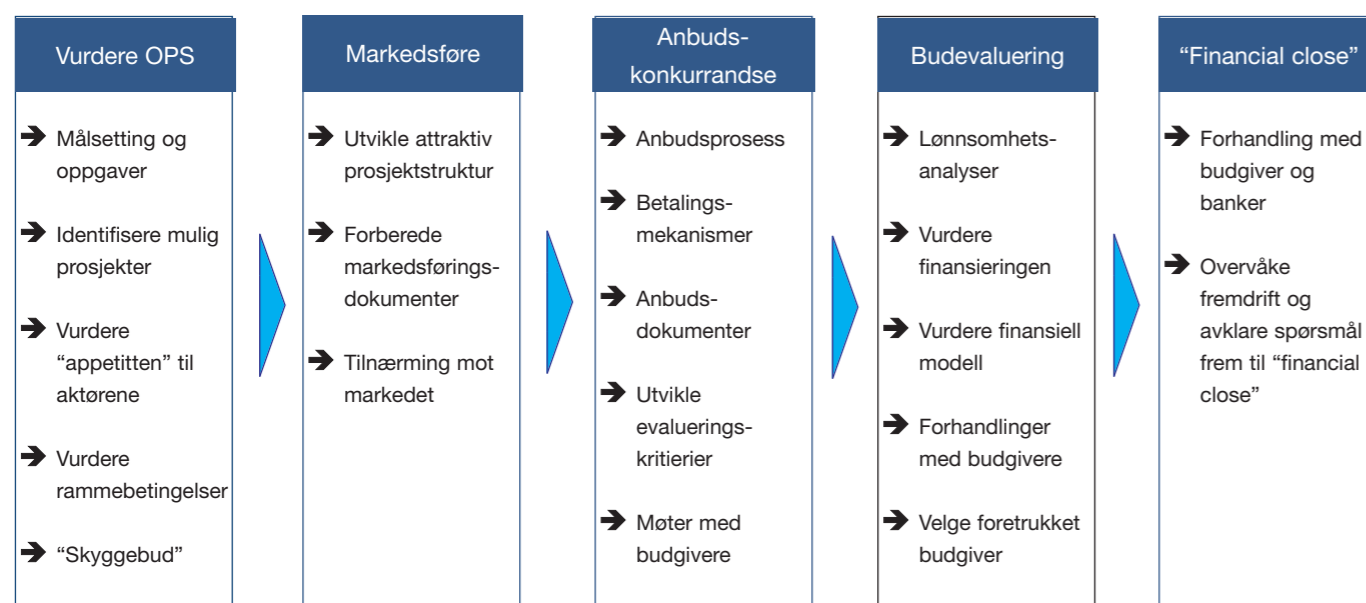 Vurdere OPS
➔ Målsetting og
oppgaver
➔ Identifisere mulig
prosjekter
➔ Vurdere
“appetitten” til
aktørene
➔ Vurdere
rammebetingelser
➔ “Skyggebud”
Markedsføre
➔ Utvikle attraktiv
prosjektstruktur
➔ Forberede
markedsførings-
dokumenter
➔ Tilnærming mot
markedet
Anbuds-
konkurrandse
➔ Anbudsprosess
➔ Betalings-
mekanismer
➔ Anbuds-
dokumenter
➔ Utvikle
evaluerings-
kritierier
➔ Møter med
budgivere
Budevaluering
➔ Lønnsomhets-
analyser
➔ Vurdere
finansieringen
➔ Vurdere finansiell
modell
➔ Forhandlinger
med budgivere
➔ Velge foretrukket
budgiver
“Financial close”
➔ Forhandling med
budgiver og
banker
➔ Overvåke
fremdrift og
avklare spørsmål
frem til “financial
close”